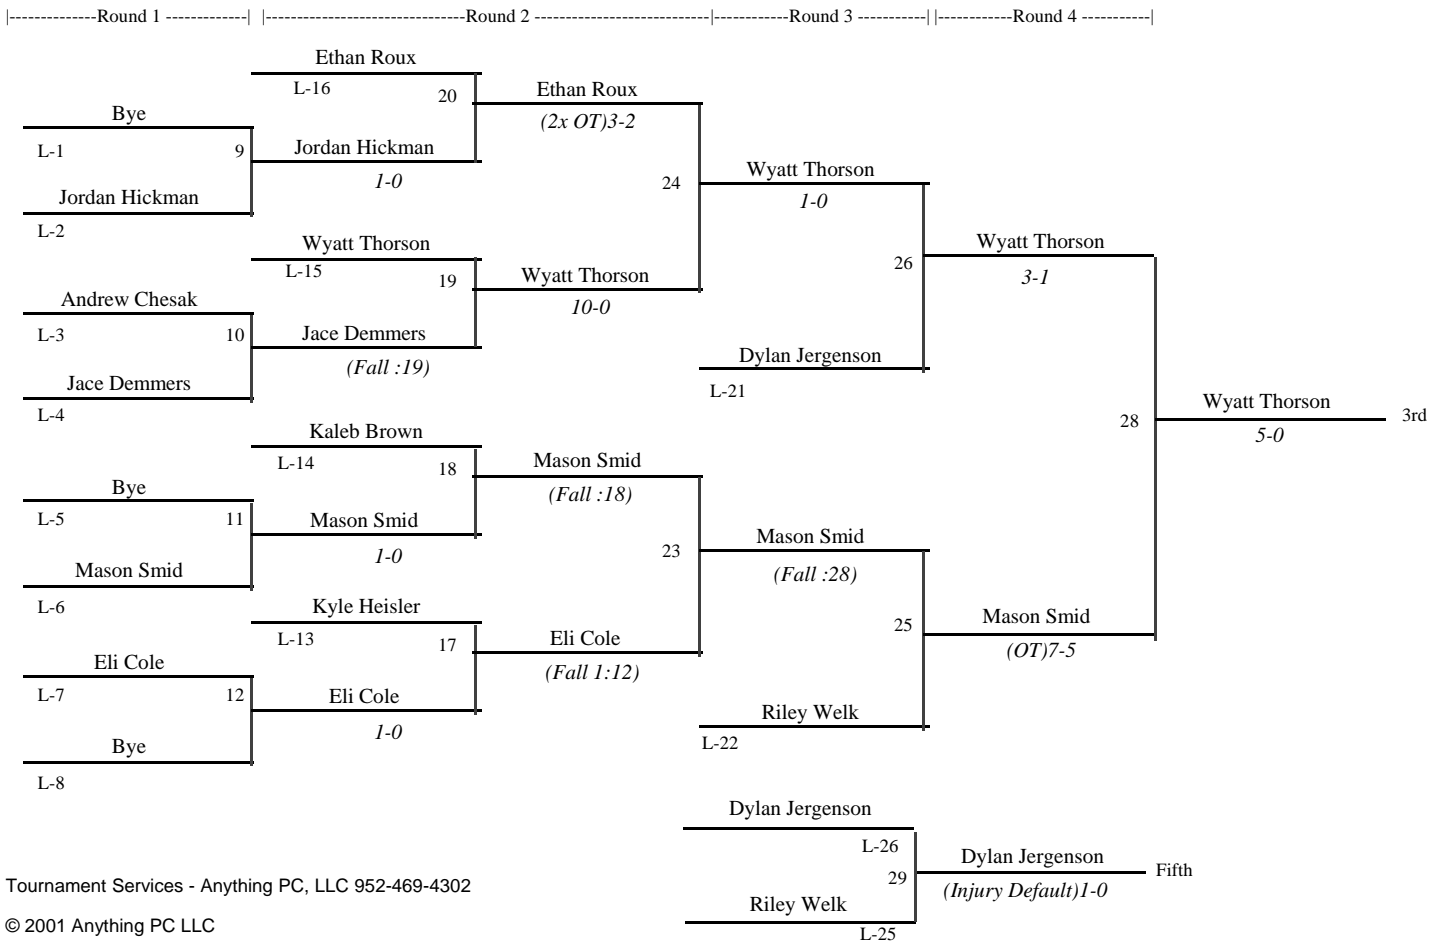 |------------Round 1 -------------| |-----------------------------Round 2 --------------------------|------------Round 3 -----------| |------------Round 4 -----------|
Ethan Roux
L-16
20
Ethan Roux
(2x OT)3-2
Bye
L-1
9
Jordan Hickman
1-0
Jordan Hickman
L-2
24
Wyatt Thorson
1-0
Wyatt Thorson
L-15
19
Wyatt Thorson
10-0
26
Wyatt Thorson
3-1
Andrew Chesak
L-3
10
Jace Demmers
(Fall :19)
Jace Demmers
L-4
Dylan Jergenson
L-21
28
Wyatt Thorson
5-0
3rd
Kaleb Brown
L-14
18
Mason Smid
(Fall :18)
Bye
L-5
11
Mason Smid
1-0
Mason Smid
L-6
23
Mason Smid
(Fall :28)
Kyle Heisler
L-13
17
Eli Cole
(Fall 1:12)
25
Mason Smid
(OT)7-5
Eli Cole
L-7
12
Eli Cole
1-0
Bye
L-8
Riley Welk
L-22
Dylan Jergenson
L-26
29
Dylan Jergenson
(Injury Default)1-0
Fifth
Riley Welk
L-25
Tournament Services - Anything PC, LLC 952-469-4302
© 2001 Anything PC LLC